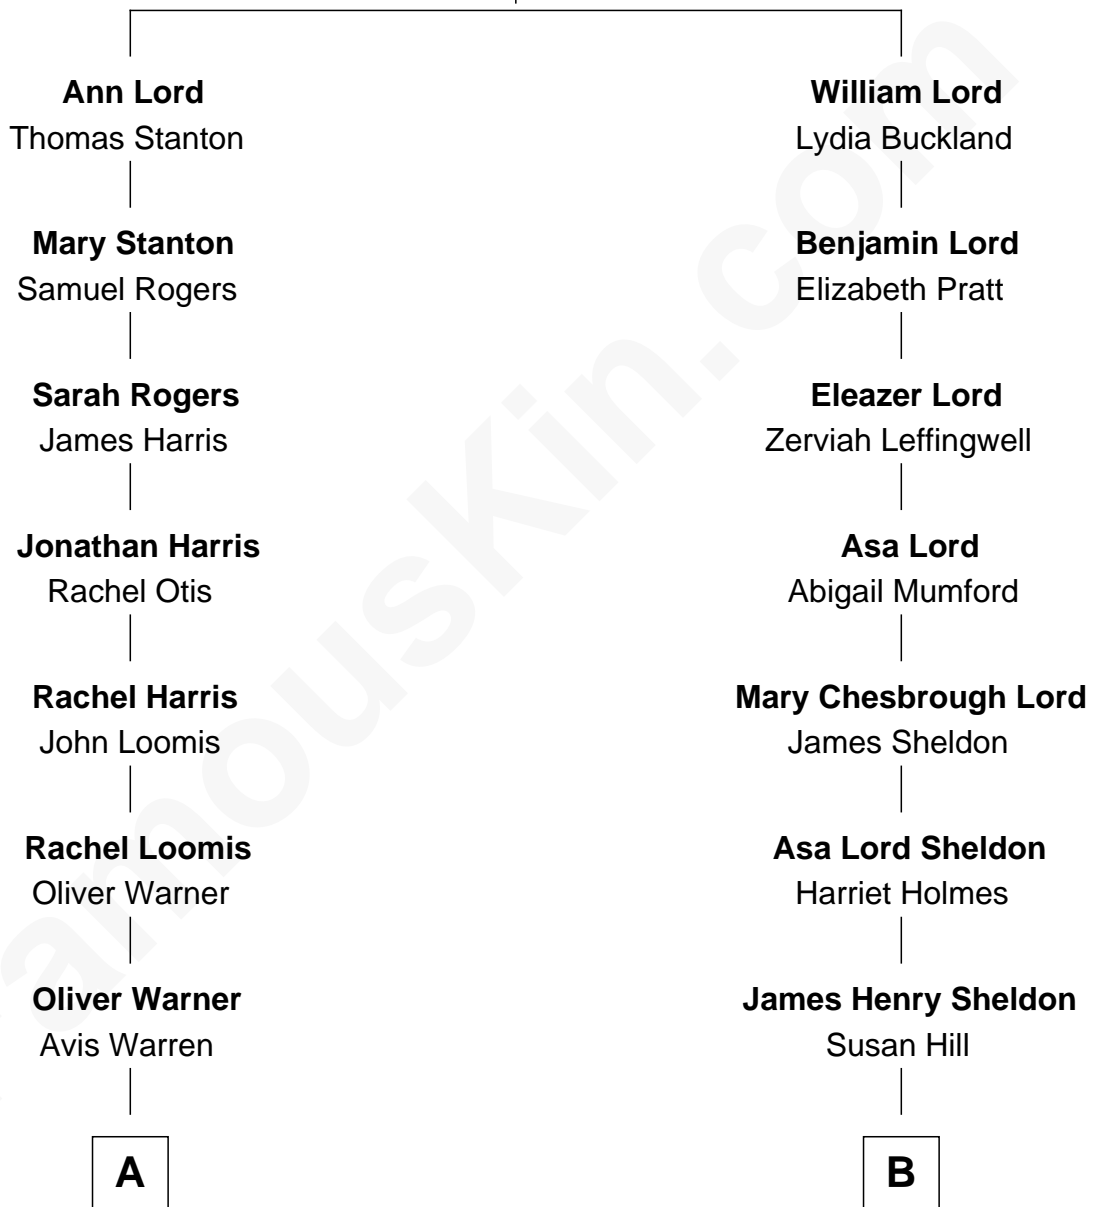 Ann Lord
Thomas Stanton
Mary Stanton
Samuel Rogers
Sarah Rogers
James Harris
Jonathan Harris
Rachel Otis
Rachel Harris
John Loomis
Rachel Loomis
Oliver Warner
Oliver Warner
Avis Warren
A
William Lord
Lydia Buckland
Benjamin Lord
Elizabeth Pratt
Eleazer Lord
Zerviah Leffingwell
Asa Lord
Abigail Mumford
Mary Chesbrough Lord
James Sheldon
Asa Lord Sheldon
Harriet Holmes
James Henry Sheldon
Susan Hill
B
amousKin.com